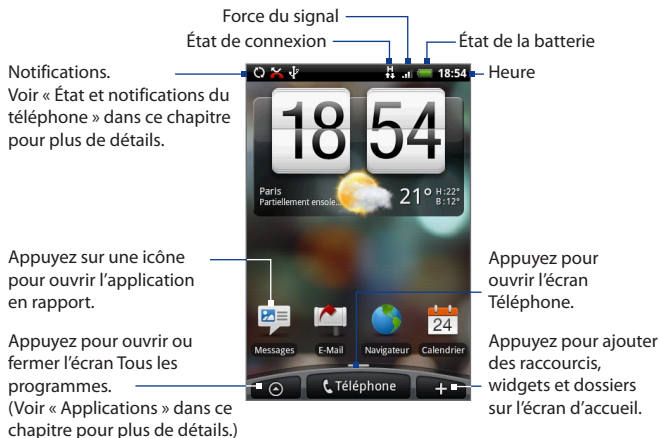 Force du signal
État de connexion
État de la batterie
Notifications.
Voir « État et notifications du
téléphone » dans ce chapitre
pour plus de détails.
H
18:54
Heure
18 54
Paris
Partiellement ensole...
21°
H:22°
B:12°
Appuyez sur une icône
pour ouvrir l'application
en rapport.
Appuyez pour
ouvrir l'écran
Téléphone.
24
Messages
E-Mail
Navigateur
Calendrier
Appuyez pour ouvrir ou
fermer l'écran Tous les
programmes.
(Voir « Applications » dans ce
chapitre pour plus de détails.)
Téléphone
Appuyez pour ajouter
des raccourcis,
widgets et dossiers
sur l'écran d'accueil.